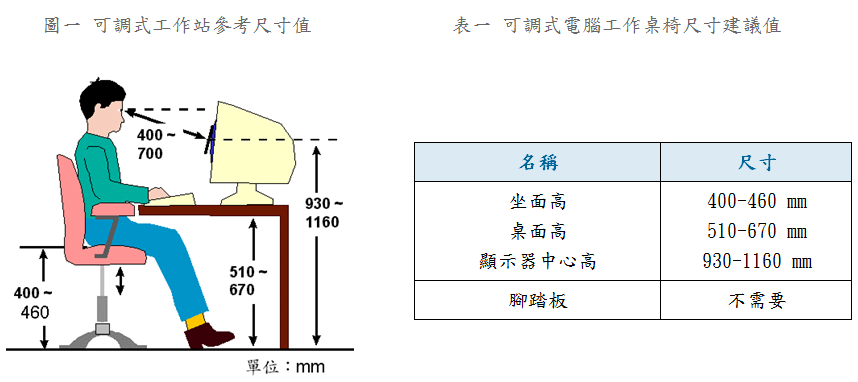 圖一 可調式工作站參考尺寸值
400~
700
930~
1160
510~
670
400~
460
單位：mm
表一 可調式電腦工作桌椅尺寸建議值
名稱 尺寸
坐面高 400-460 mm
桌面高 510-670 mm
顯示器中心高 930-1160 mm
腳踏板 不需要